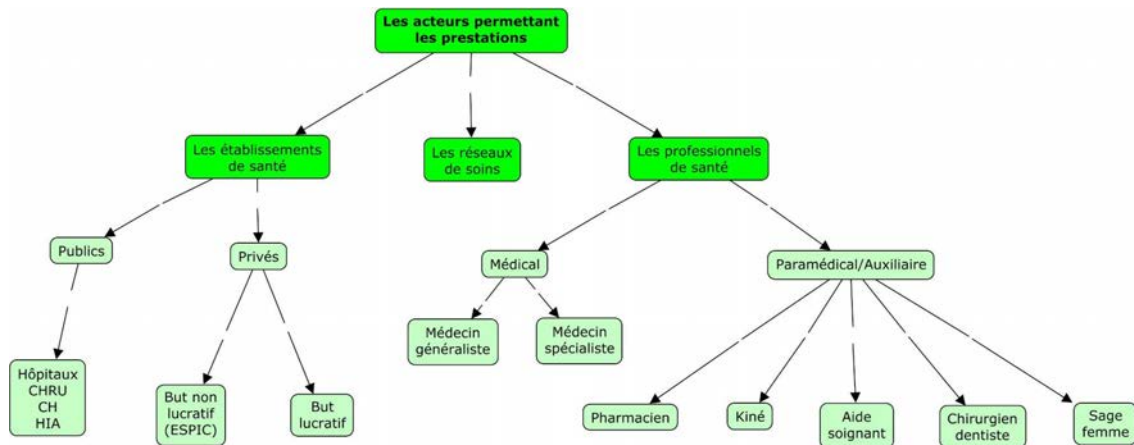 Les acteurs permettant
les prestations
Les établissements
de santé
Les réseaux
de soins
Les professionnels
de santé
Publics
Privés
Médical
Paramédical/Auxiliaire
Médecin
généraliste
Médecin
spécialiste
Hôpitaux
CHRU
CH
HIA
But non
lucratif
(ESPIC)
But
lucratif
Pharmacien
Kiné
Aide
soignant
Chirurgien
dentiste
Sage
femme